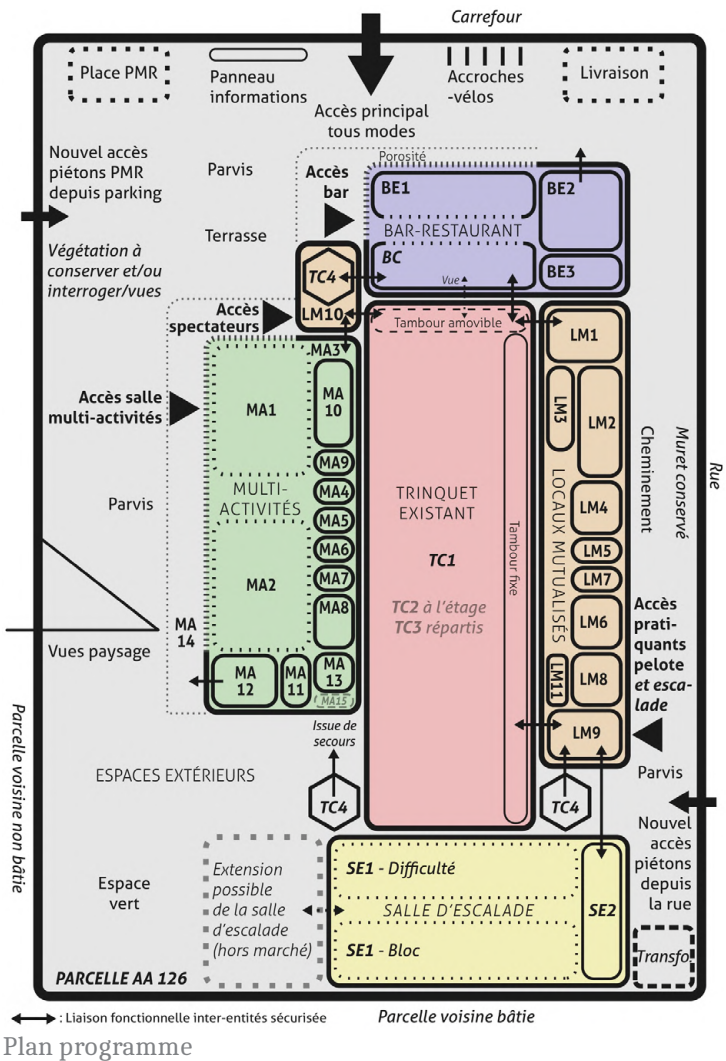 Carrefour
Place PMR
Panneau
informations
Accroches
-vélos
Livraison
Accès principal
tous modes
Nouvel accès
piétons PMR
depuis parking
Parvis
Accès
bar
Porosité
BE1
BE2
BAR-RESTAURANT
Terrasse
Végétation à
conserver et/ou
interroger/vues
BC
BE3
TC4
Vue
Accès
spectateurs
LM10
Tambour amovible
LM1
MA3
Accès salle
multi-activités
MA1
MA
10
LM3
LM2
MA9
MULTI-
ACTIVITÉS
MA4
MA5
MA6
MA7
MA8
MA2
TRINQUET
EXISTANT
TC1
TC2 à l'étage
TC3 répartis
Tambour fixe
LOCAUX MUTUALISÉS
LM4
LM5
LM7
LM6
LM11
LM8
LM9
Cheminement
Muret conservé
Rue
Parvis
MA
14
Vues paysage
MA
12
MA
11
MA
13
MA15
Accès
prati-
quants
pelote
et esca-
lade
Parvis
Issue de
secours
TC4
TC4
ESPACES EXTÉRIEURS
Parcelle voisine non
bâtie
Nouvel
accès
piétons
depuis
la rue
Espace
vert
Extension
possible
de la salle
d'escalade
(hors marché)
SE1 - Difficulté
SALLE D'ESCALADE
SE1 - Bloc
SE2
Transfo.
PARCELLE AA 126
: Liaison fonctionnelle inter-entités sécurisée
Parcelle voisine bâtie
Plan programme